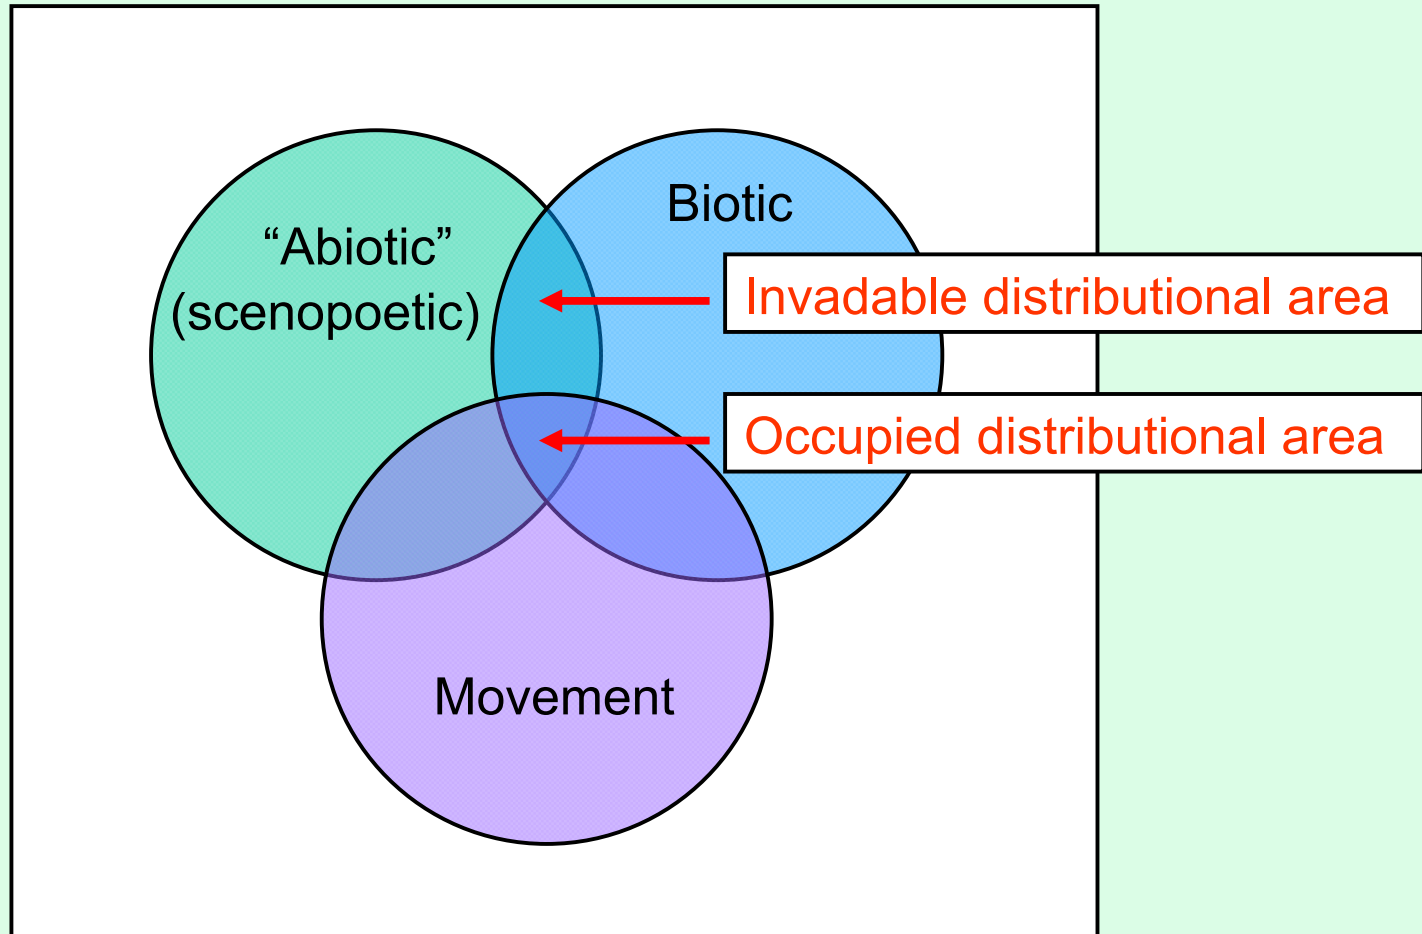 Biotic
“Abiotic”
(scenopoetic)
Invadable distributional area
Occupied distributional area
Movement